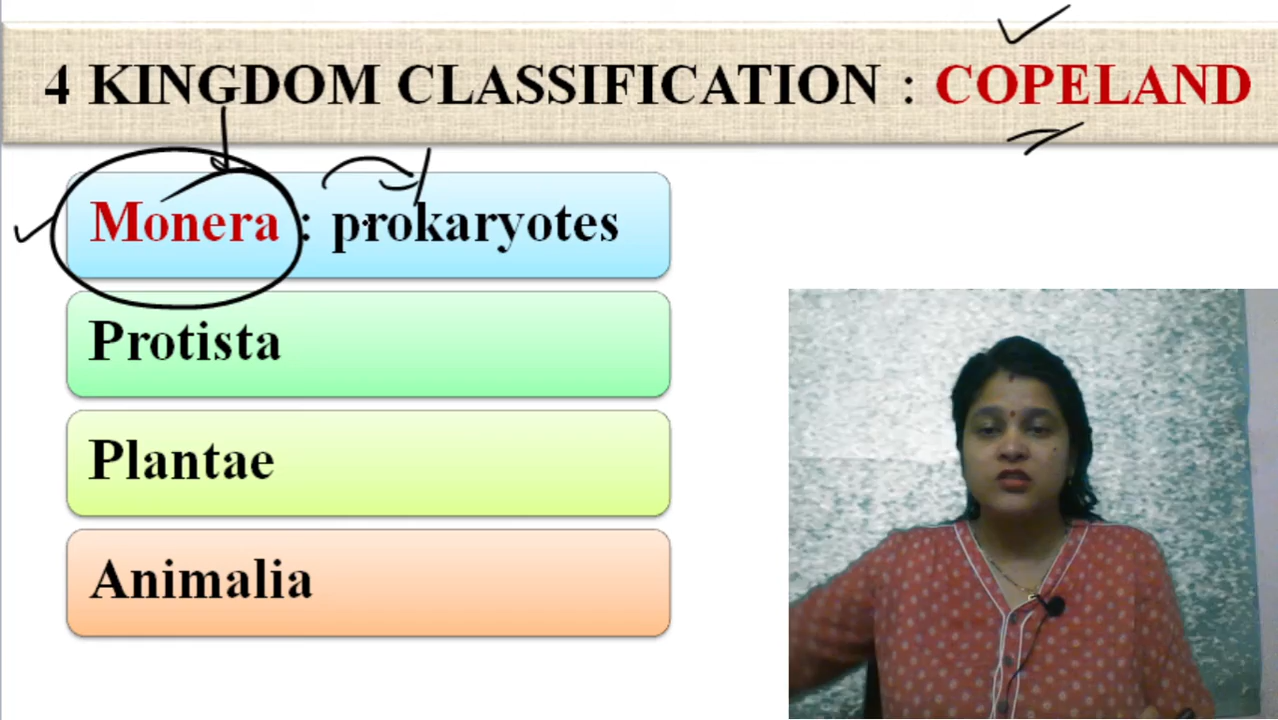 4 KINGDOM CLASSIFICATION : COPELAND
Monera : prokaryotes
Protista
Plantae
Animalia